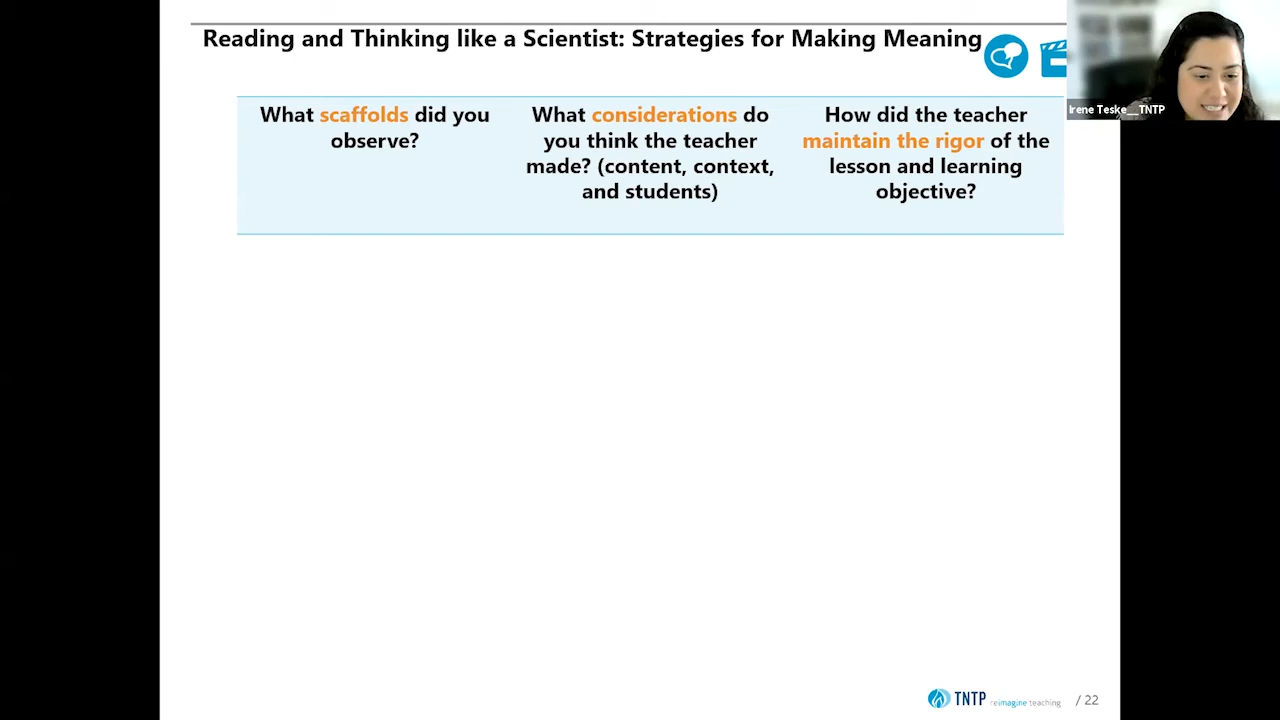 Reading and Thinking like a Scientist: Strategies for Making Meaning
Irene Teske__TNTP
What scaffolds did you
observe?
What considerations do
you think the teacher
made? (content, context,
and students)
How did the teacher
maintain the rigor of the
lesson and learning
objective?
TNTP reimagine teaching / 22